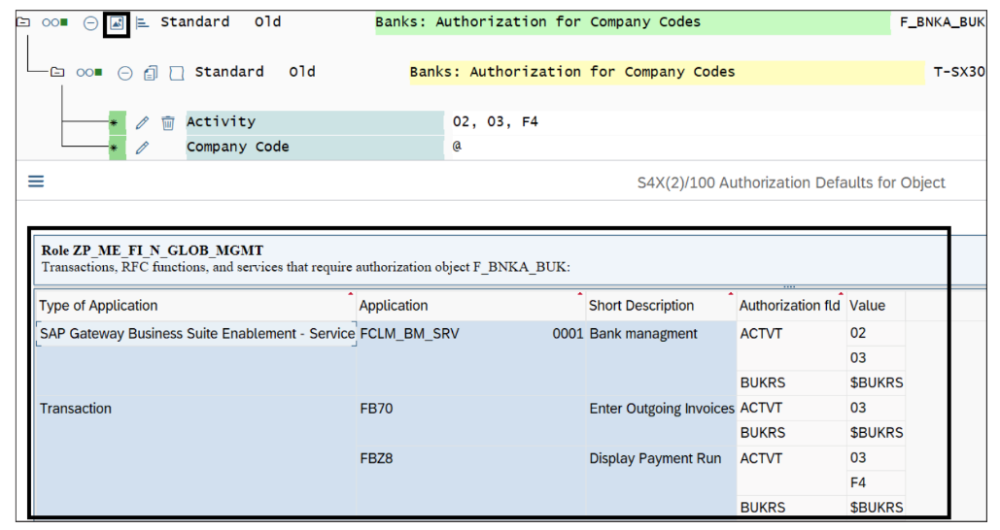 Standard Old Banks: Authorization for Company Codes F_BNKA_BUK
Standard Old Banks: Authorization for Company Codes T-SX30
* Activity 02, 03, F4
* Company Code @
S4X(2)/100 Authorization Defaults for Object
Role ZP_ME_FI_N_GLOB_MGMT
Transactions, RFC functions, and services that require authorization object F_BNKA_BUK:
Type of Application Application Short Description Authorization fld Value
SAP Gateway Business Suite Enablement - Service FCLM_BM_SRV 0001 Bank managment ACTVT 02
03
BUKRS $BUKRS
Transaction FB70 Enter Outgoing Invoices ACTVT 03
BUKRS $BUKRS
FBZ8 Display Payment Run ACTVT 03
F4
BUKRS $BUKRS